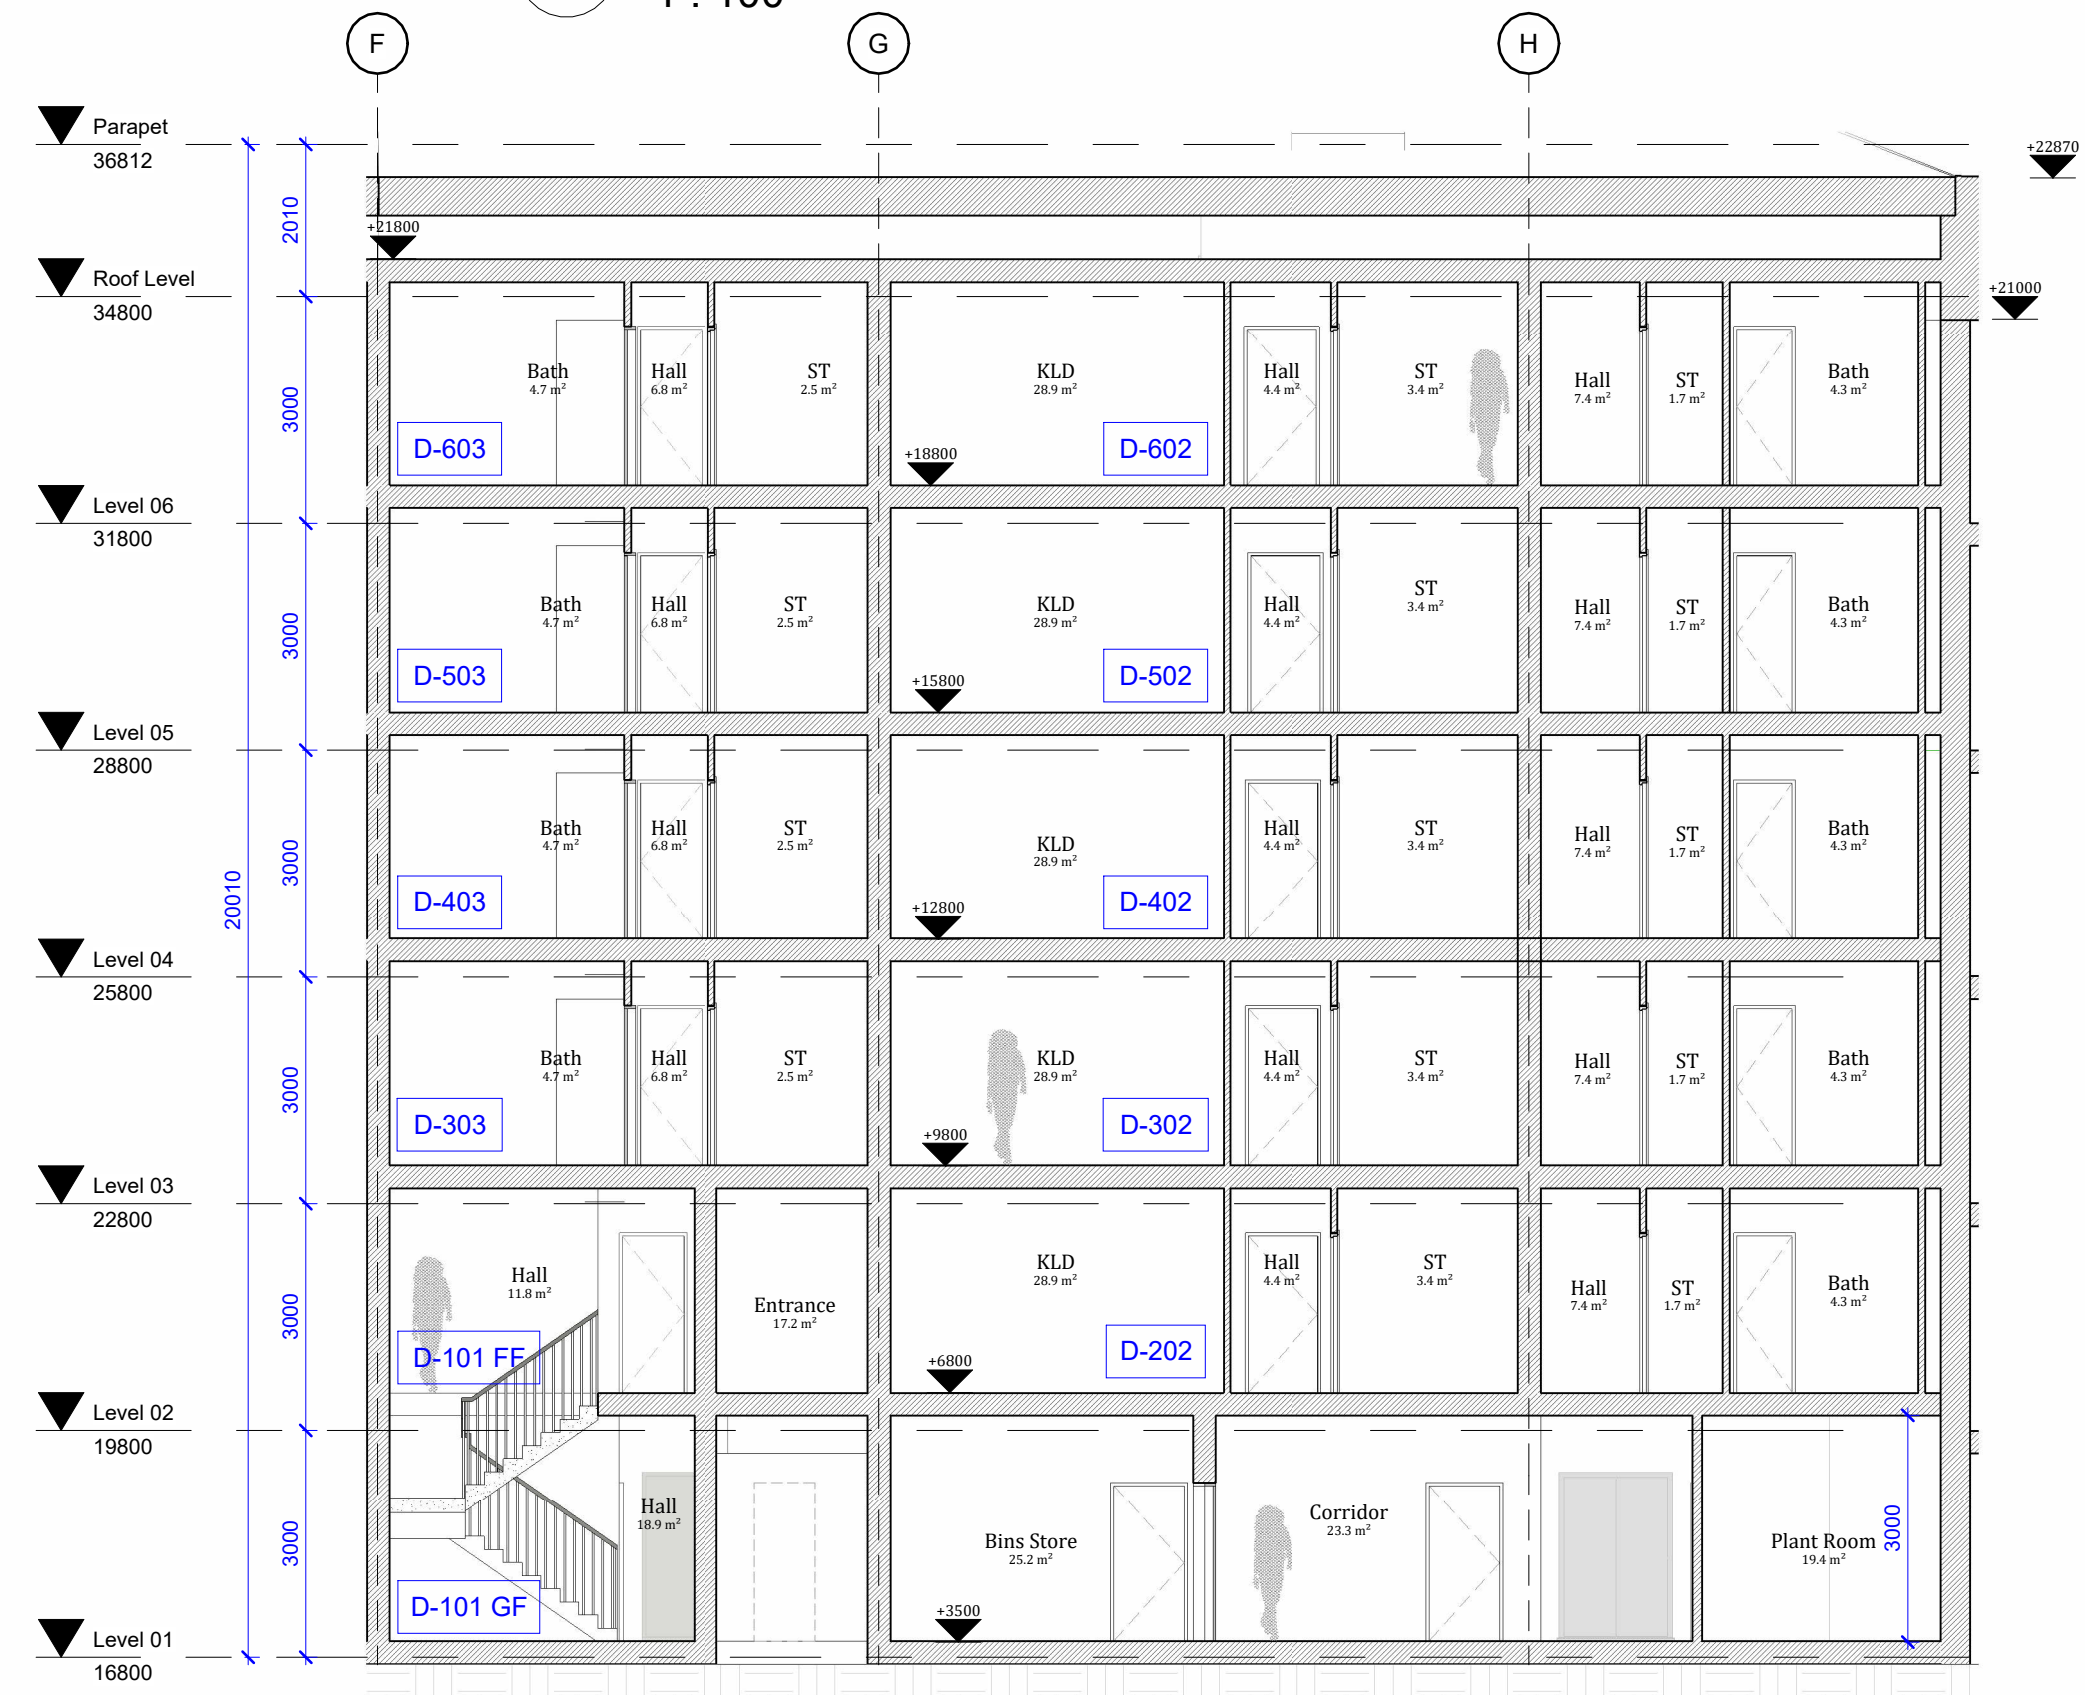 F
G
H
Parapet
36812
+22870
2010
+21800
Roof Level
34800
+21000
Bath
4.7 m²
Hall
6.8 m²
ST
2.5 m²
KLD
28.9 m²
Hall
4.4 m²
ST
3.4 m²
Hall
7.4 m²
ST
1.7 m²
Bath
4.3 m²
3000
D-603
D-602
+18800
Level 06
31800
Bath
4.7 m²
Hall
6.8 m²
ST
2.5 m²
KLD
28.9 m²
Hall
4.4 m²
ST
3.4 m²
Hall
7.4 m²
ST
1.7 m²
Bath
4.3 m²
3000
D-503
D-502
+15800
Level 05
28800
Bath
4.7 m²
Hall
6.8 m²
ST
2.5 m²
KLD
28.9 m²
Hall
4.4 m²
ST
3.4 m²
Hall
7.4 m²
ST
1.7 m²
Bath
4.3 m²
3000
20010
D-403
D-402
+12800
Level 04
25800
Bath
4.7 m²
Hall
6.8 m²
ST
2.5 m²
KLD
28.9 m²
Hall
4.4 m²
ST
3.4 m²
Hall
7.4 m²
ST
1.7 m²
Bath
4.3 m²
3000
D-303
D-302
+9800
Level 03
22800
Hall
11.8 m²
Entrance
17.2 m²
KLD
28.9 m²
Hall
4.4 m²
ST
3.4 m²
Hall
7.4 m²
ST
1.7 m²
Bath
4.3 m²
3000
D-101 FF
D-202
+6800
Level 02
19800
Hall
18.9 m²
Bins Store
25.2 m²
Corridor
23.3 m²
Plant Room
19.4 m²
3000
3000
D-101 GF
+3500
Level 01
16800